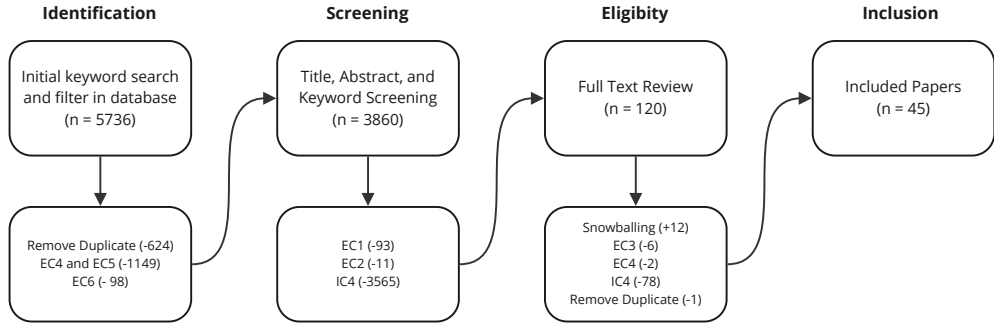 Identification
Initial keyword search
and filter in database
(n = 5736)
Remove Duplicate (-624)
EC4 and EC5 (-1149)
EC6 (- 98)
Screening
Title, Abstract, and
Keyword Screening
(n = 3860)
EC1 (-93)
EC2 (-11)
IC4 (-3565)
Eligibity
Full Text Review
(n = 120)
Snowballing (+12)
EC3 (-6)
EC4 (-2)
IC4 (-78)
Remove Duplicate (-1)
Inclusion
Included Papers
(n = 45)